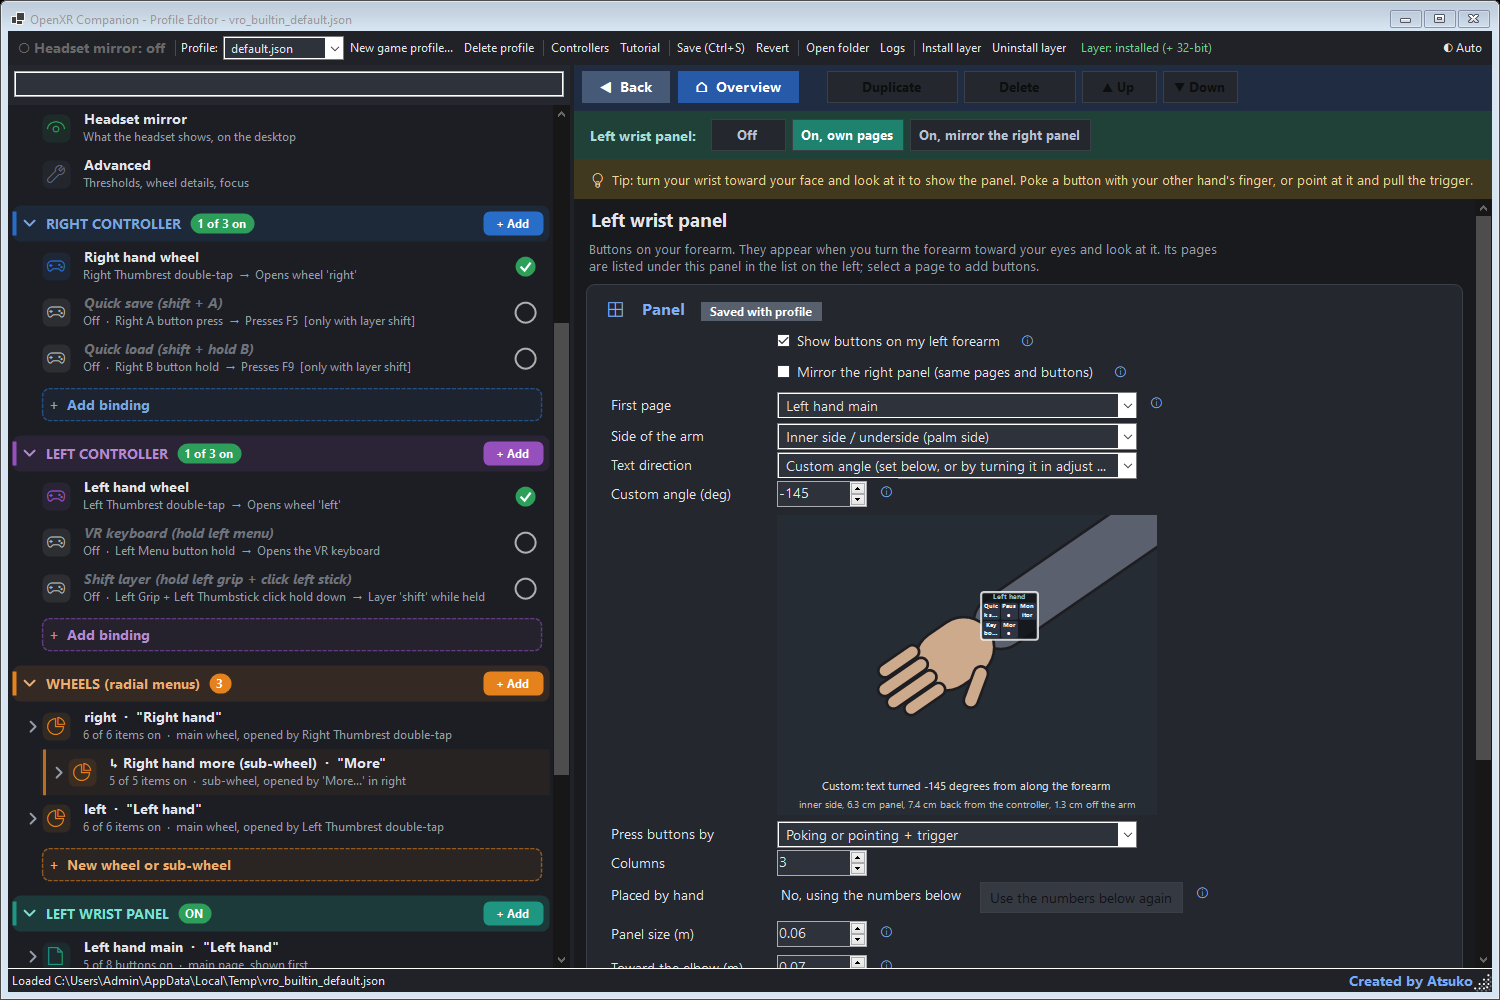 OpenXR Companion - Profile Editor - vro_builtin_default.json
Headset mirror: off
Profile:
default.json
New game profile...
Delete profile
Controllers
Tutorial
Save (Ctrl+S)
Revert
Open folder
Logs
Install layer
Uninstall layer
Layer: installed (+ 32-bit)
Auto
Headset mirror
What the headset shows, on the desktop
Advanced
Thresholds, wheel details, focus
RIGHT CONTROLLER
1 of 3 on
+ Add
Right hand wheel
Right Thumbrest double-tap → Opens wheel 'right'
Quick save (shift + A)
Off · Right A button press → Presses F5 [only with layer shift]
Quick load (shift + hold B)
Off · Right B button hold → Presses F9 [only with layer shift]
+ Add binding
LEFT CONTROLLER
1 of 3 on
+ Add
Left hand wheel
Left Thumbrest double-tap → Opens wheel 'left'
VR keyboard (hold left menu)
Off · Left Menu button hold → Opens the VR keyboard
Shift layer (hold left grip + click left stick)
Off · Left Grip + Left Thumbstick click hold down → Layer 'shift' while held
+ Add binding
WHEELS (radial menus)
3
+ Add
right · "Right hand"
6 of 6 items on · main wheel, opened by Right Thumbrest double-tap
↳ Right hand more (sub-wheel) · "More"
5 of 5 items on · sub-wheel, opened by 'More...' in right
left · "Left hand"
6 of 6 items on · main wheel, opened by Left Thumbrest double-tap
+ New wheel or sub-wheel
LEFT WRIST PANEL
ON
+ Add
Left hand main · "Left hand"
5 of 8 buttons on · main page, shown first
◀ Back
Overview
Duplicate
Delete
▲ Up
▼ Down
Left wrist panel:
Off
On, own pages
On, mirror the right panel
Tip: turn your wrist toward your face and look at it to show the panel. Poke a button with your other hand's finger, or point at it and pull the trigger.
Left wrist panel
Buttons on your forearm. They appear when you turn the forearm toward your eyes and look at it. Its pages
are listed under this panel in the list on the left; select a page to add buttons.
Panel
Saved with profile
Show buttons on my left forearm
Mirror the right panel (same pages and buttons)
First page
Left hand main
Side of the arm
Inner side / underside (palm side)
Text direction
Custom angle (set below, or by turning it in adjust ...
Custom angle (deg)
-145
Left hand
Quic
k s...
Paus
e
Mon
itor
Key
bo...
Mor
e
Custom: text turned -145 degrees from along the forearm
inner side, 6.3 cm panel, 7.4 cm back from the controller, 1.3 cm off the arm
Press buttons by
Poking or pointing + trigger
Columns
3
Placed by hand
No, using the numbers below
Use the numbers below again
Panel size (m)
0.06
Toward the elbow (m)
0.07
Loaded C:\Users\Admin\AppData\Local\Temp\vro_builtin_default.json
Created by Atsuko